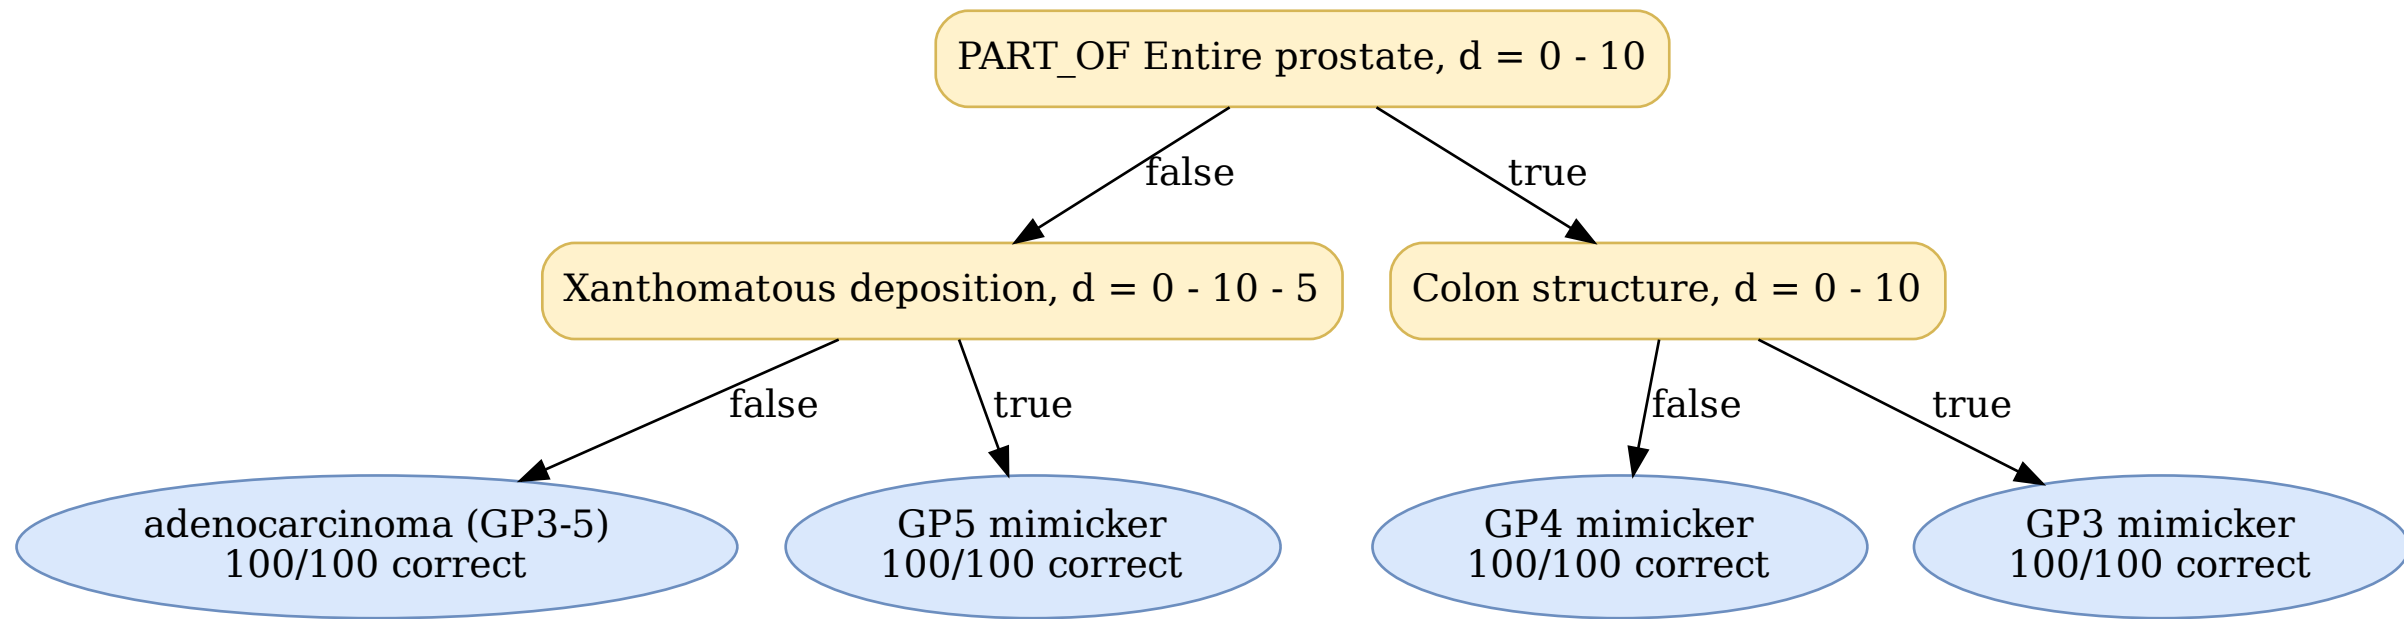 PART_OF Entire prostate, d = 0 - 10
false
true
Xanthomatous deposition, d = 0 - 10 - 5
Colon structure, d = 0 - 10
false
true
false
true
adenocarcinoma (GP3-5)
100/100 correct
GP5 mimicker
100/100 correct
GP4 mimicker
100/100 correct
GP3 mimicker
100/100 correct